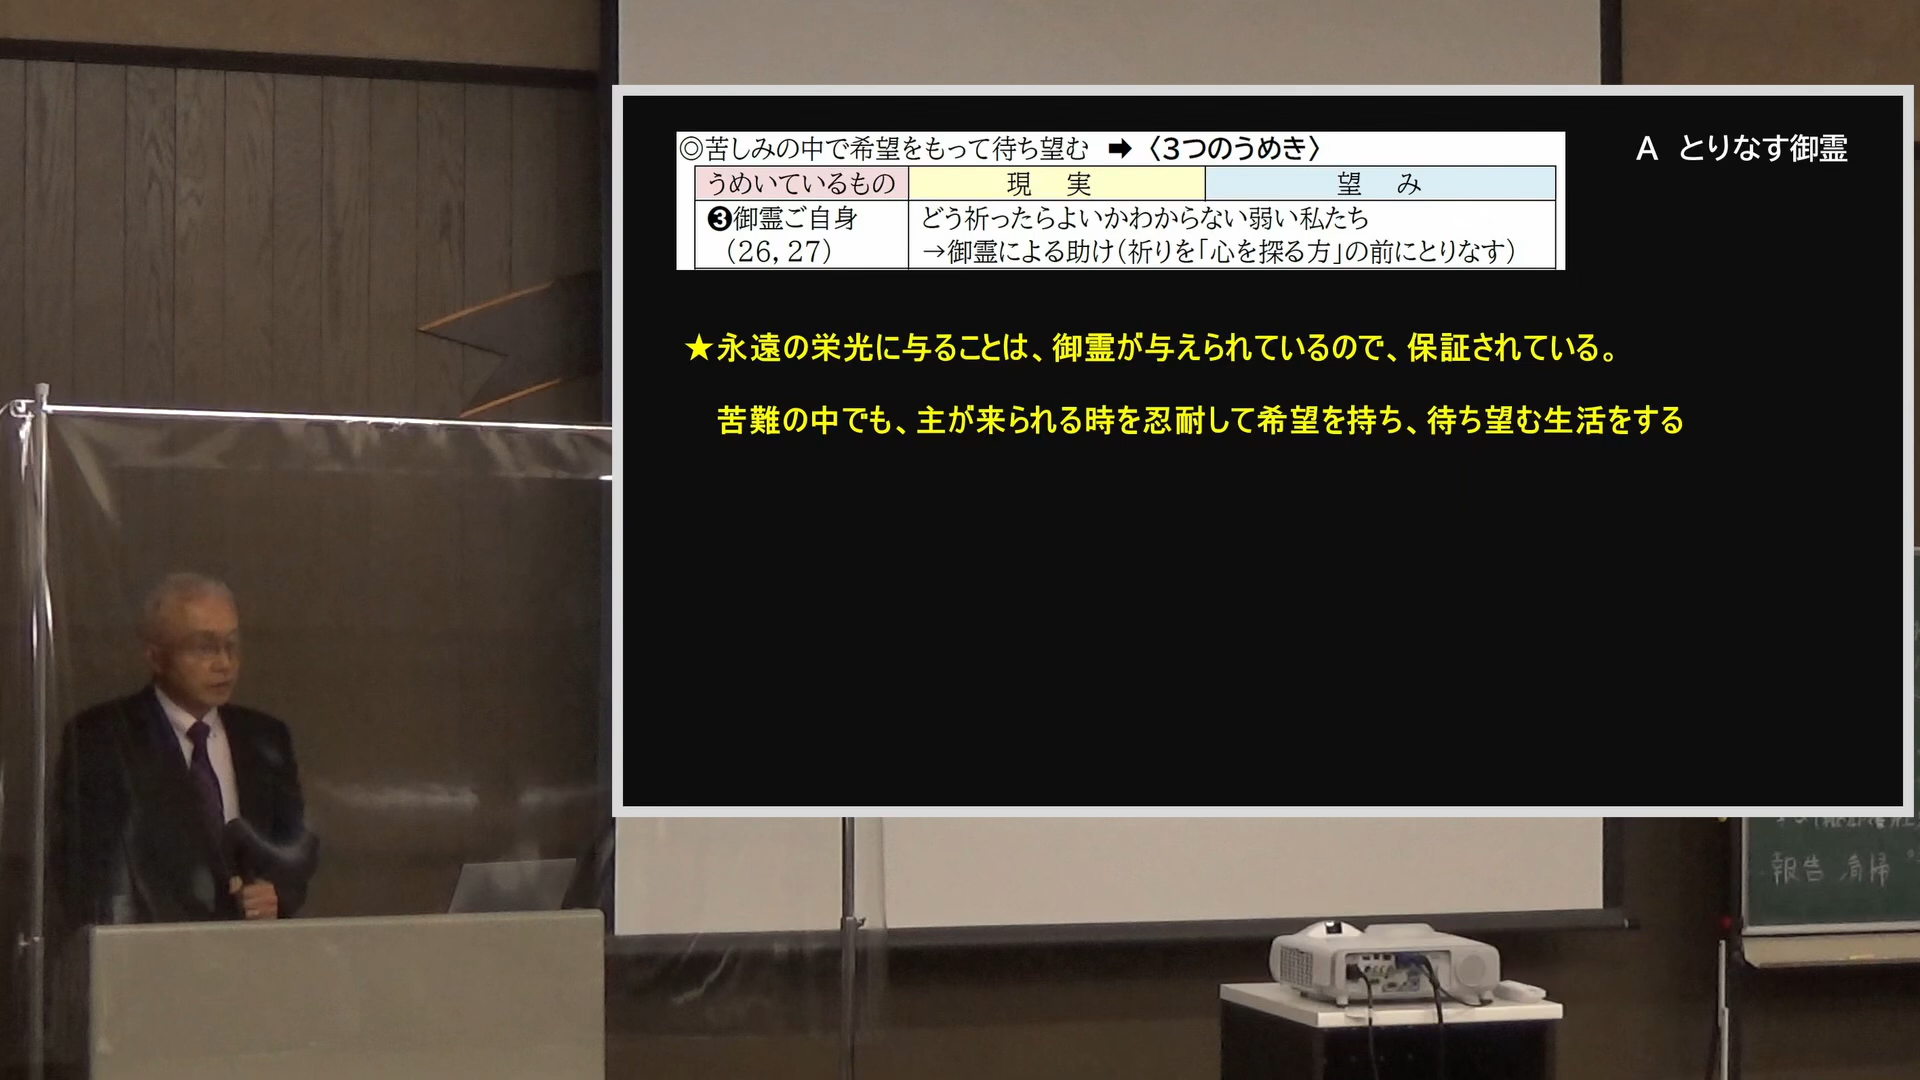 ◎苦しみの中で希望をもって待ち望む ➡〈3つのうめき〉
A とりなす御霊
うめいているもの 現 実 望 み
❸御霊ご自身 どう祈ったらよいかわからない弱い私たち
(26,27) →御霊による助け(祈りを「心を探る方」の前にとりなす)
★永遠の栄光に与ることは、御霊が与えられているので、保証されている。
苦難の中でも、主が来られる時を忍耐して希望を持ち、待ち望む生活をする
報告